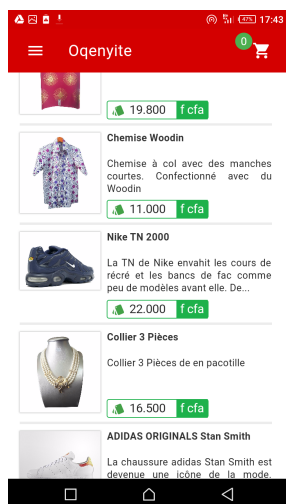 47% 17:43
Oqenyite
0
19.800 f cfa
Chemise Woodin
Chemise à col avec des manches
courtes. Confectionné avec du
Woodin
11.000 f cfa
Nike TN 2000
La TN de Nike envahit les cours de
récré et les bancs de fac comme
peu de modèles avant elle. De...
22.000 f cfa
Collier 3 Pièces
Collier 3 Pièces de en pacotille
16.500 f cfa
ADIDAS ORIGINALS Stan Smith
La chaussure adidas Stan Smith est
devenue une icône de la mode.